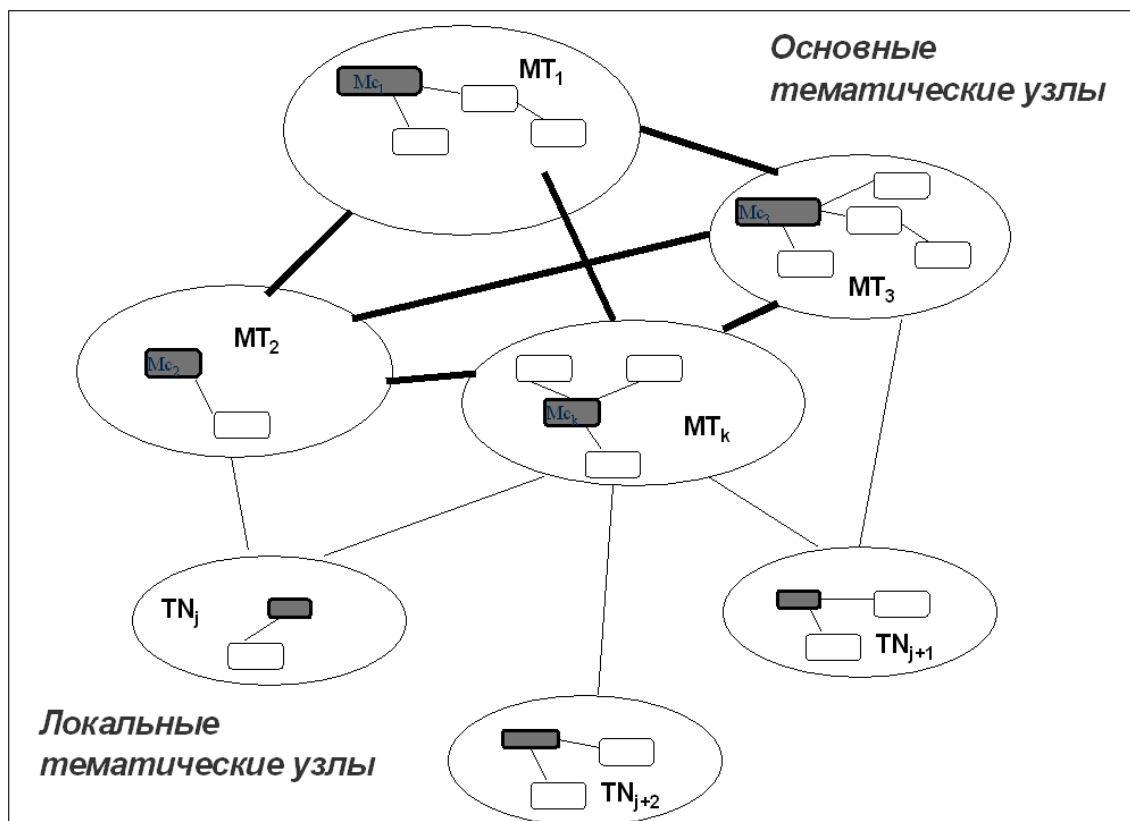 Основные
тематические узлы
MT₁
Mc₁
Mc₃
MT₃
MT₂
Mc₂
Mcₖ
MTₖ
TNⱼ
TNⱼ₊₁
Локальные
тематические узлы
TNⱼ₊₂